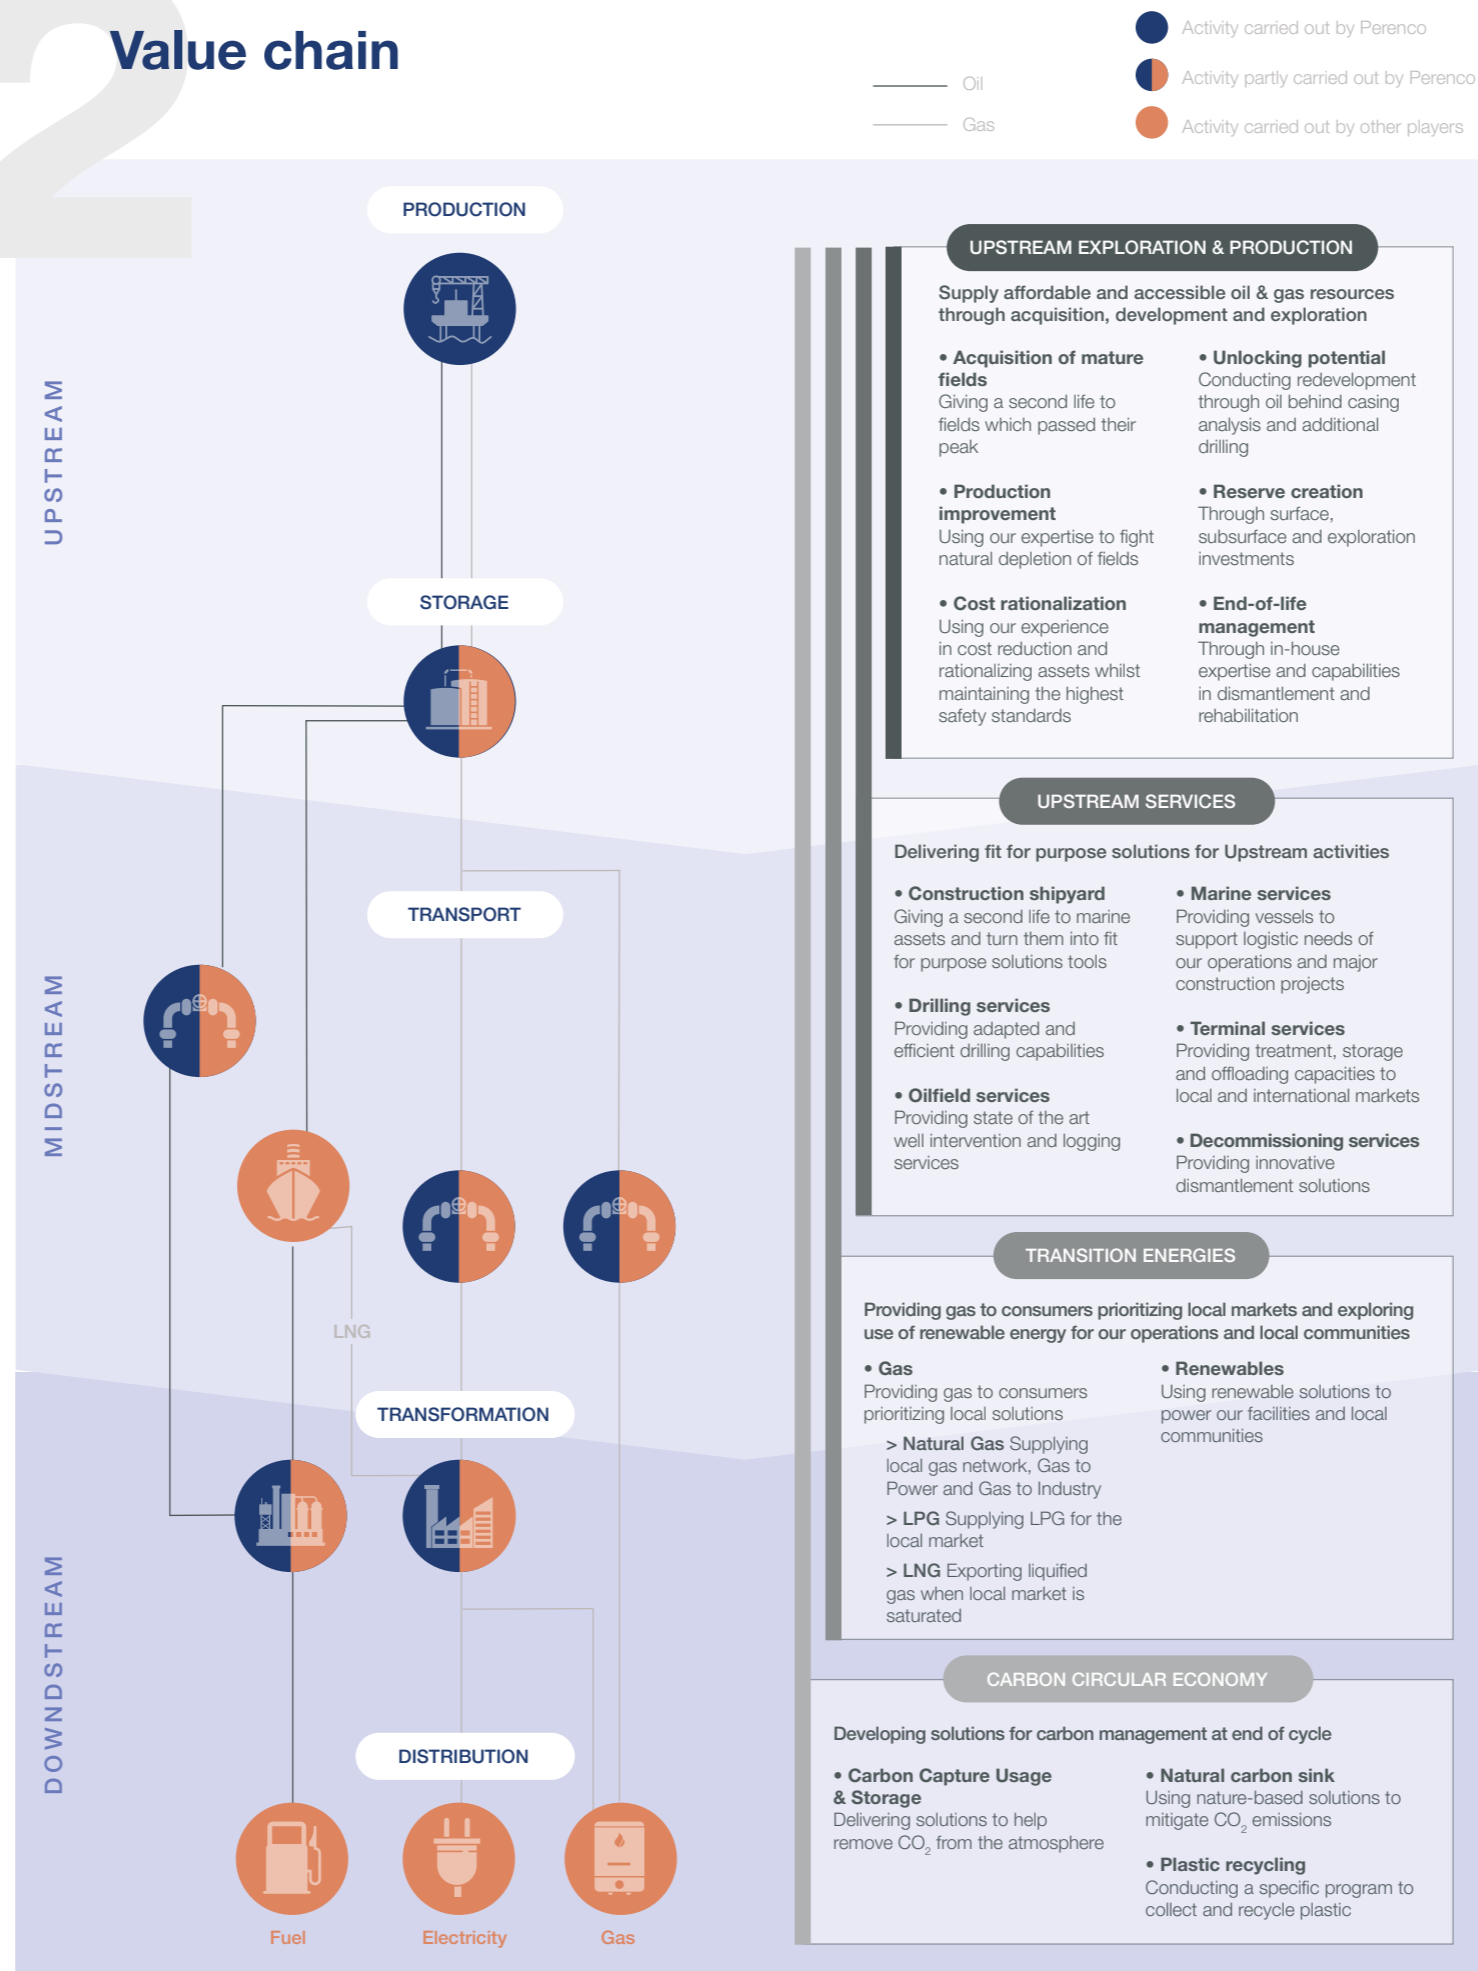 2
Value chain
Oil
Gas
Activity carried out by Perenco
Activity partly carried out by Perenco
Activity carried out by other players
UPSTREAM
MIDSTREAM
DOWNDSTREAM
PRODUCTION
STORAGE
TRANSPORT
LNG
TRANSFORMATION
DISTRIBUTION
Fuel
Electricity
Gas
UPSTREAM EXPLORATION & PRODUCTION
Supply affordable and accessible oil & gas resources
through acquisition, development and exploration
• Acquisition of mature
fields
Giving a second life to
fields which passed their
peak
• Production
improvement
Using our expertise to fight
natural depletion of fields
• Cost rationalization
Using our experience
in cost reduction and
rationalizing assets whilst
maintaining the highest
safety standards
• Unlocking potential
Conducting redevelopment
through oil behind casing
analysis and additional
drilling
• Reserve creation
Through surface,
subsurface and exploration
investments
• End-of-life
management
Through in-house
expertise and capabilities
in dismantlement and
rehabilitation
UPSTREAM SERVICES
Delivering fit for purpose solutions for Upstream activities
• Construction shipyard
Giving a second life to marine
assets and turn them into fit
for purpose solutions tools
• Drilling services
Providing adapted and
efficient drilling capabilities
• Oilfield services
Providing state of the art
well intervention and logging
services
• Marine services
Providing vessels to
support logistic needs of
our operations and major
construction projects
• Terminal services
Providing treatment, storage
and offloading capacities to
local and international markets
• Decommissioning services
Providing innovative
dismantlement solutions
TRANSITION ENERGIES
Providing gas to consumers prioritizing local markets and exploring
use of renewable energy for our operations and local communities
• Gas
Providing gas to consumers
prioritizing local solutions
> Natural Gas Supplying
local gas network, Gas to
Power and Gas to Industry
> LPG Supplying LPG for the
local market
> LNG Exporting liquified
gas when local market is
saturated
• Renewables
Using renewable solutions to
power our facilities and local
communities
CARBON CIRCULAR ECONOMY
Developing solutions for carbon management at end of cycle
• Carbon Capture Usage
& Storage
Delivering solutions to help
remove CO₂ from the atmosphere
• Natural carbon sink
Using nature-based solutions to
mitigate CO₂ emissions
• Plastic recycling
Conducting a specific program to
collect and recycle plastic